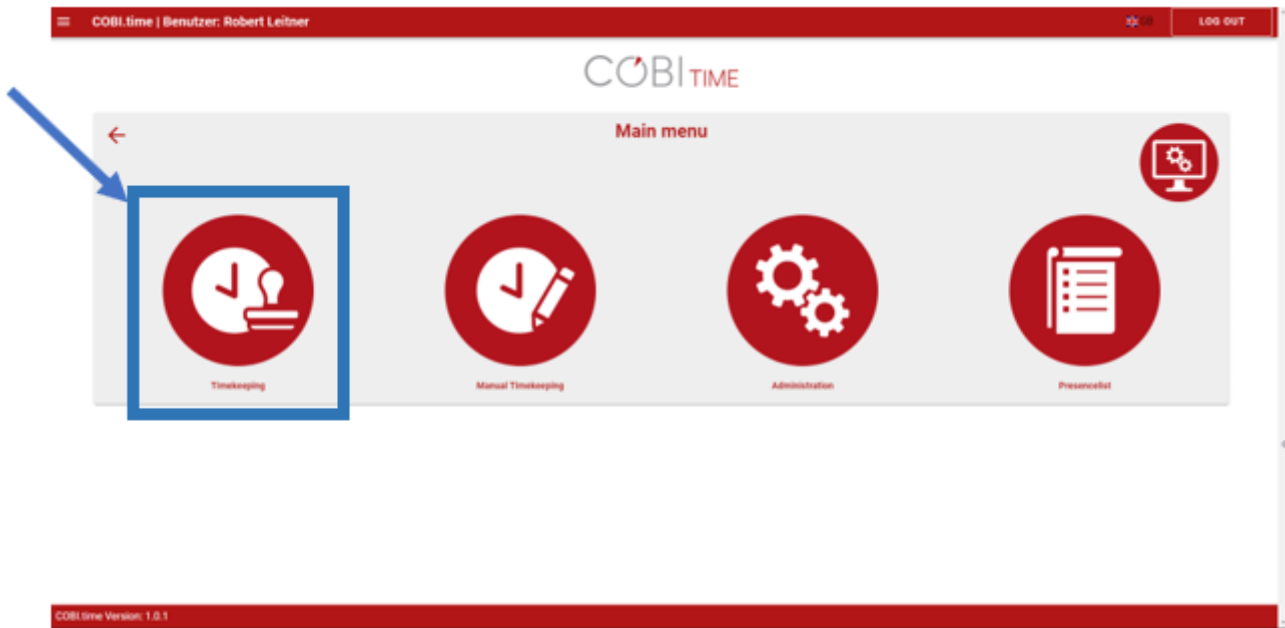 COBI.time | Benutzer: Robert Leitner
GB
LOG OUT
COBI TIME
Main menu
Timekeeping
Manual Timekeeping
Administration
Presencelist
COBI.time Version: 1.0.1